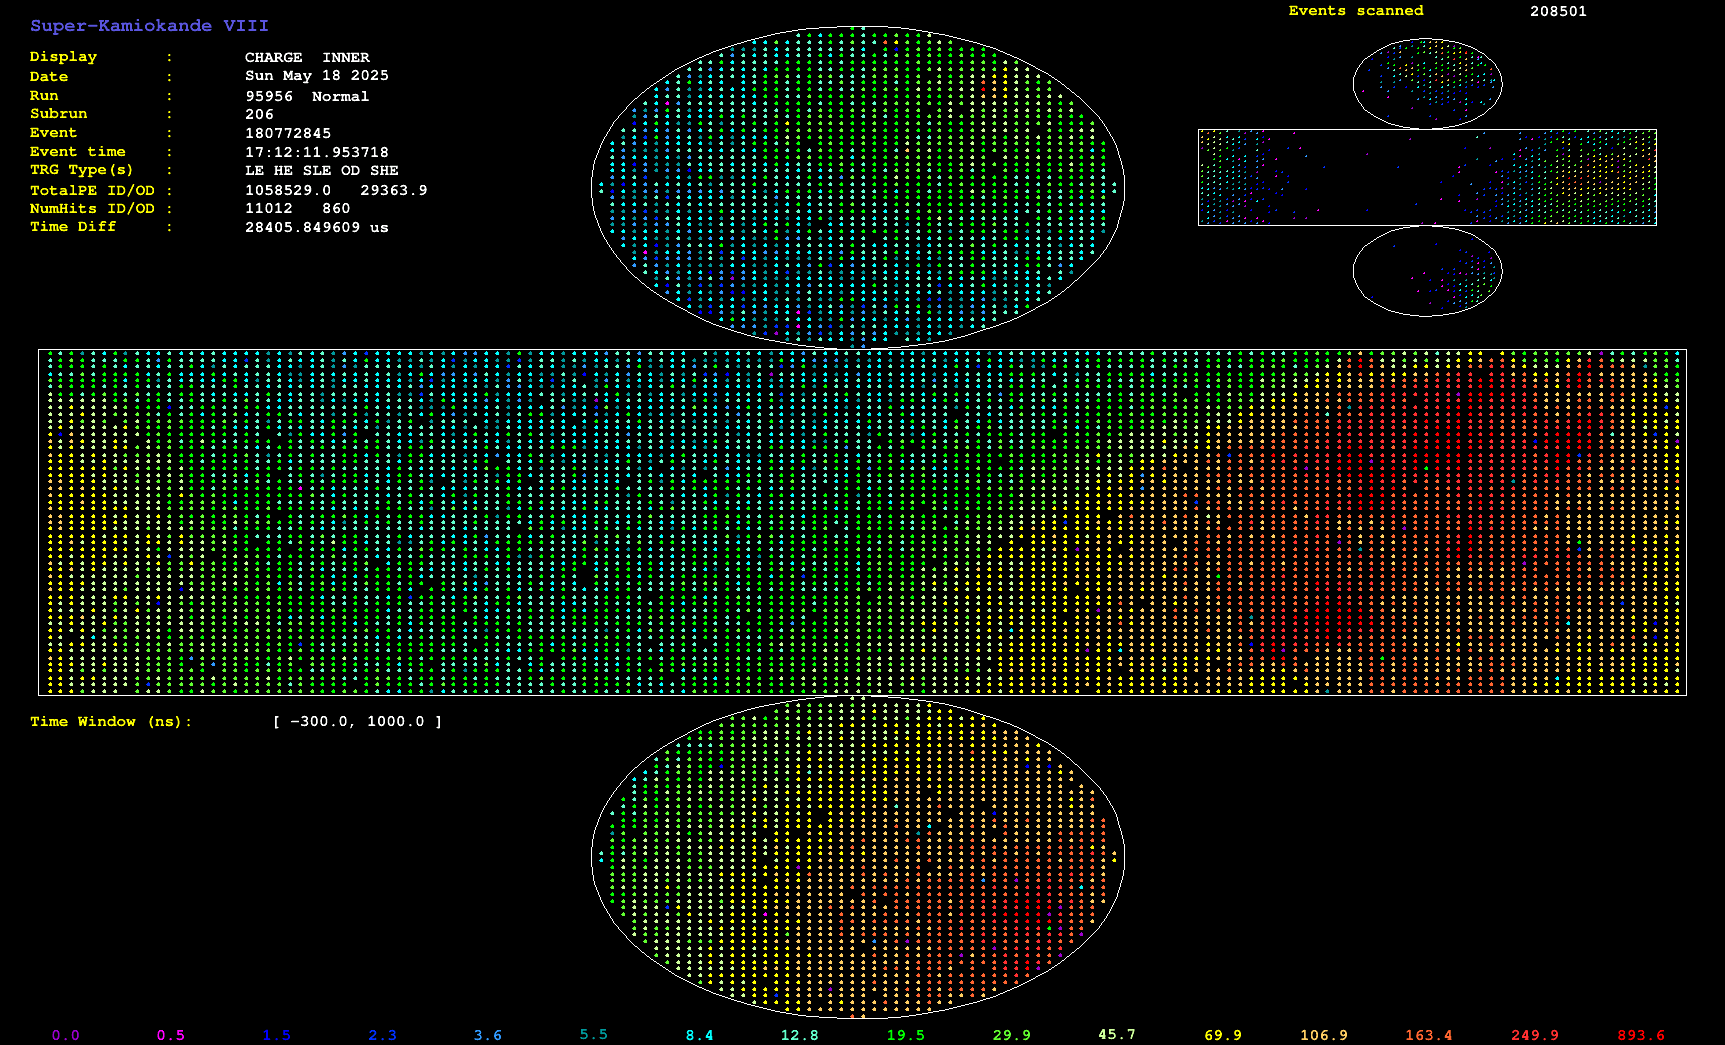 Super-Kamiokande VIII
Events scanned 208501
Display : CHARGE INNER
Date : Sun May 18 2025
Run : 95956 Normal
Subrun : 206
Event : 180772845
Event time : 17:12:11.953718
TRG Type(s) : LE HE SLE OD SHE
TotalPE ID/OD : 1058529.0 29363.9
NumHits ID/OD : 11012 860
Time Diff : 28405.849609 us
Time Window (ns): [ -300.0, 1000.0 ]
0.0 0.5 1.5 2.3 3.6 5.5 8.4 12.8 19.5 29.9 45.7 69.9 106.9 163.4 249.9 893.6